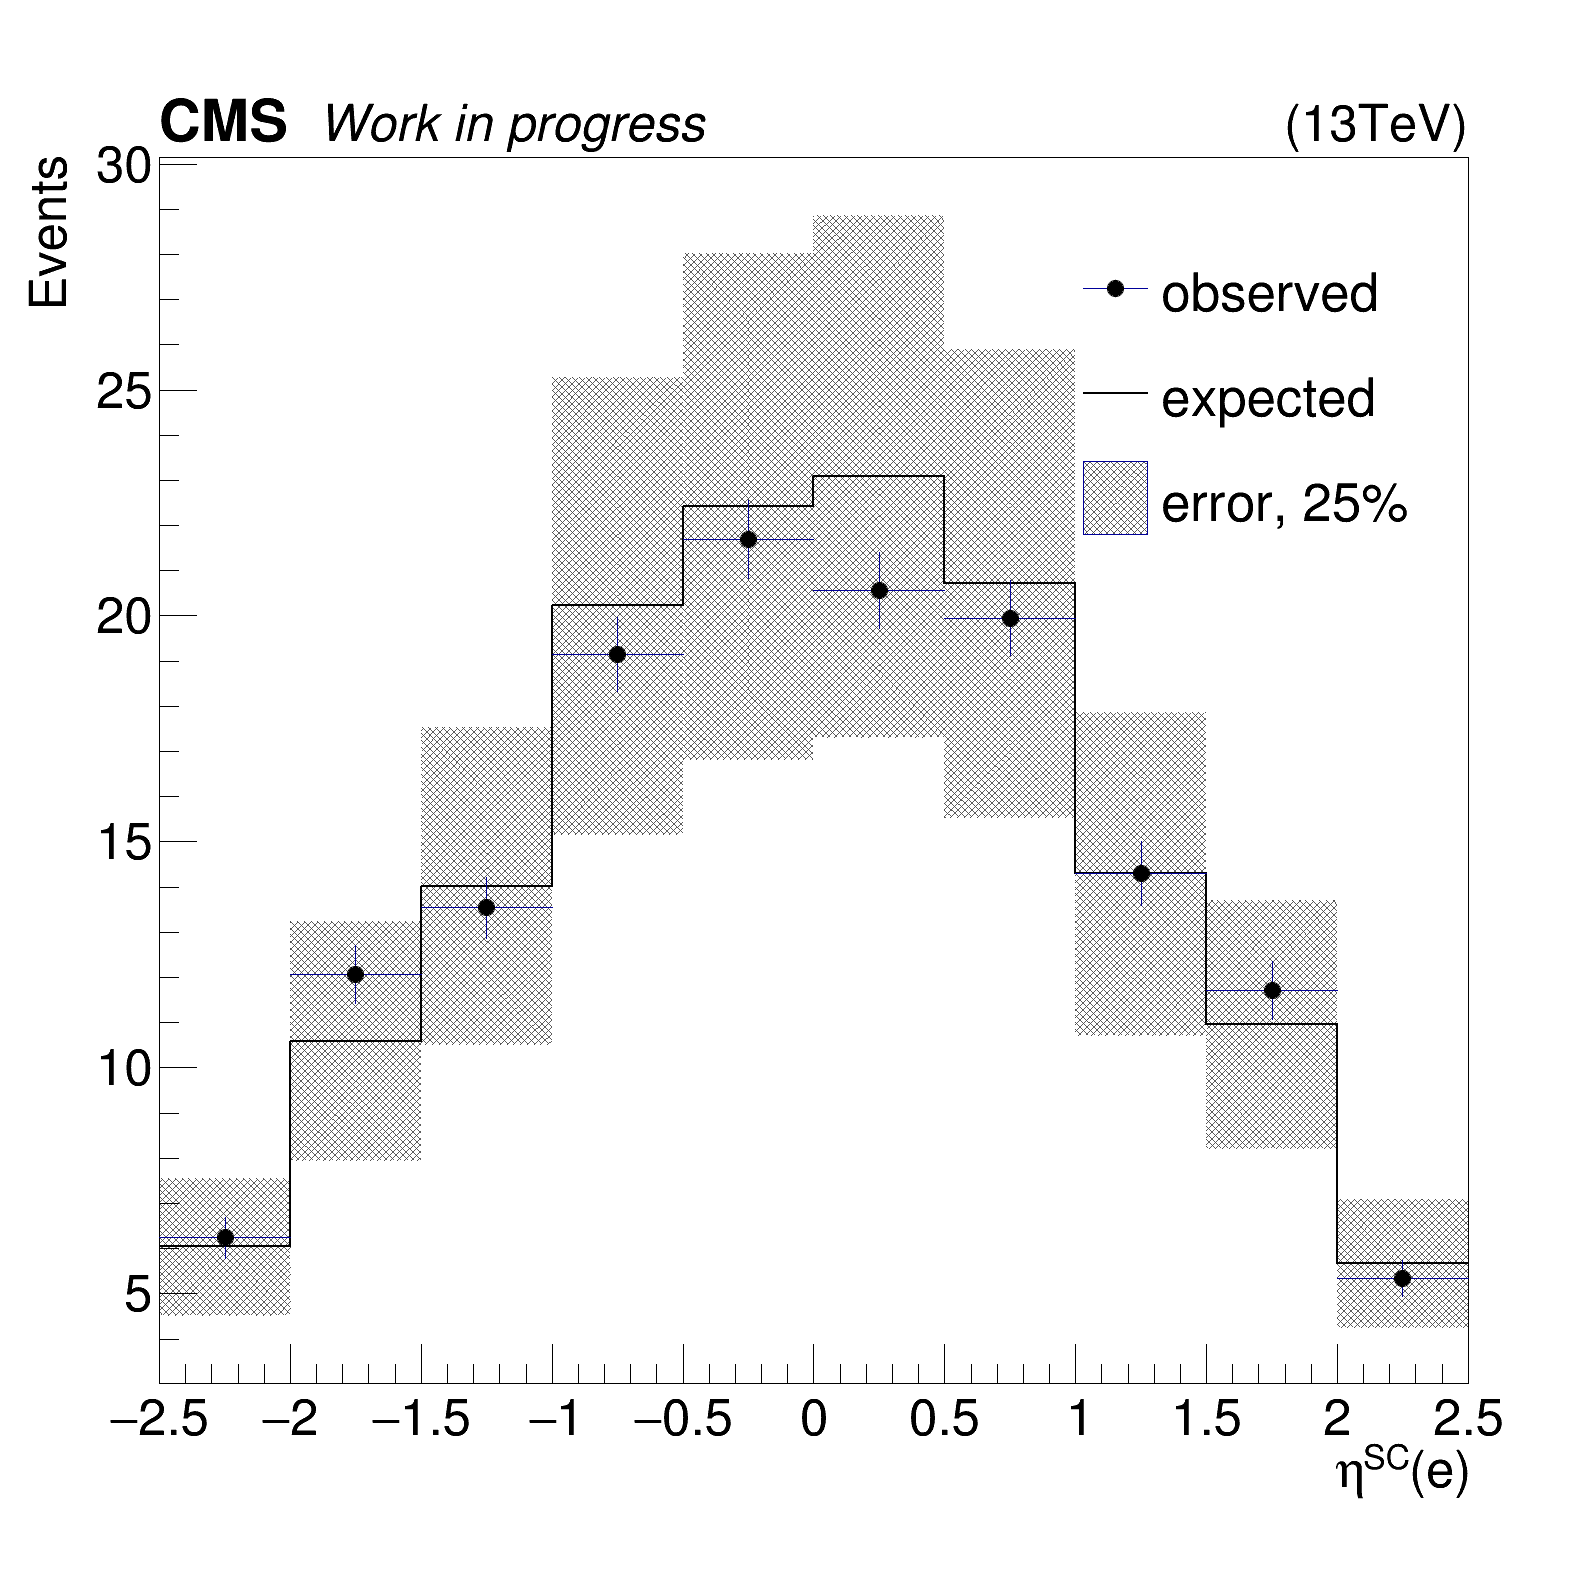 CMS Work in progress (13TeV)
Events
30
25
20
15
10
5
observed
expected
error, 25%
−2.5 −2 −1.5 −1 −0.5 0 0.5 1 1.5 2 2.5
η^SC(e)